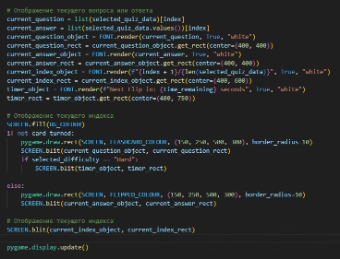 # Отображение текущего вопроса или ответа
current_question = list(selected_quiz_data)[index]
current_answer = list(selected_quiz_data.values())[index]
current_question_object = FONT.render(current_question, True, "white")
current_question_rect = current_question_object.get_rect(center=(400, 400))
current_answer_object = FONT.render(current_answer, True, "white")
current_answer_rect = current_answer_object.get_rect(center=(400, 400))
current_index_object = FONT.render(f"{index + 1}/{len(selected_quiz_data)}", True, "white")
current_index_rect = current_index_object.get_rect(center=(400, 600))
timer_object = FONT.render(f"Next Flip in: {time_remaining} seconds", True, "white")
timer_rect = timer_object.get_rect(center=(400, 750))
# Отображение текущего индекса
SCREEN.fill(BG_COLOUR)
if not card_turned:
pygame.draw.rect(SCREEN, FLASHCARD_COLOUR, (150, 250, 500, 300), border_radius=10)
SCREEN.blit(current_question_object, current_question_rect)
if selected_difficulty == "Hard":
SCREEN.blit(timer_object, timer_rect)
else:
pygame.draw.rect(SCREEN, FLIPPED_COLOUR, (150, 250, 500, 300), border_radius=10)
SCREEN.blit(current_answer_object, current_answer_rect)
# Отображение текущего индекса
SCREEN.blit(current_index_object, current_index_rect)
pygame.display.update()